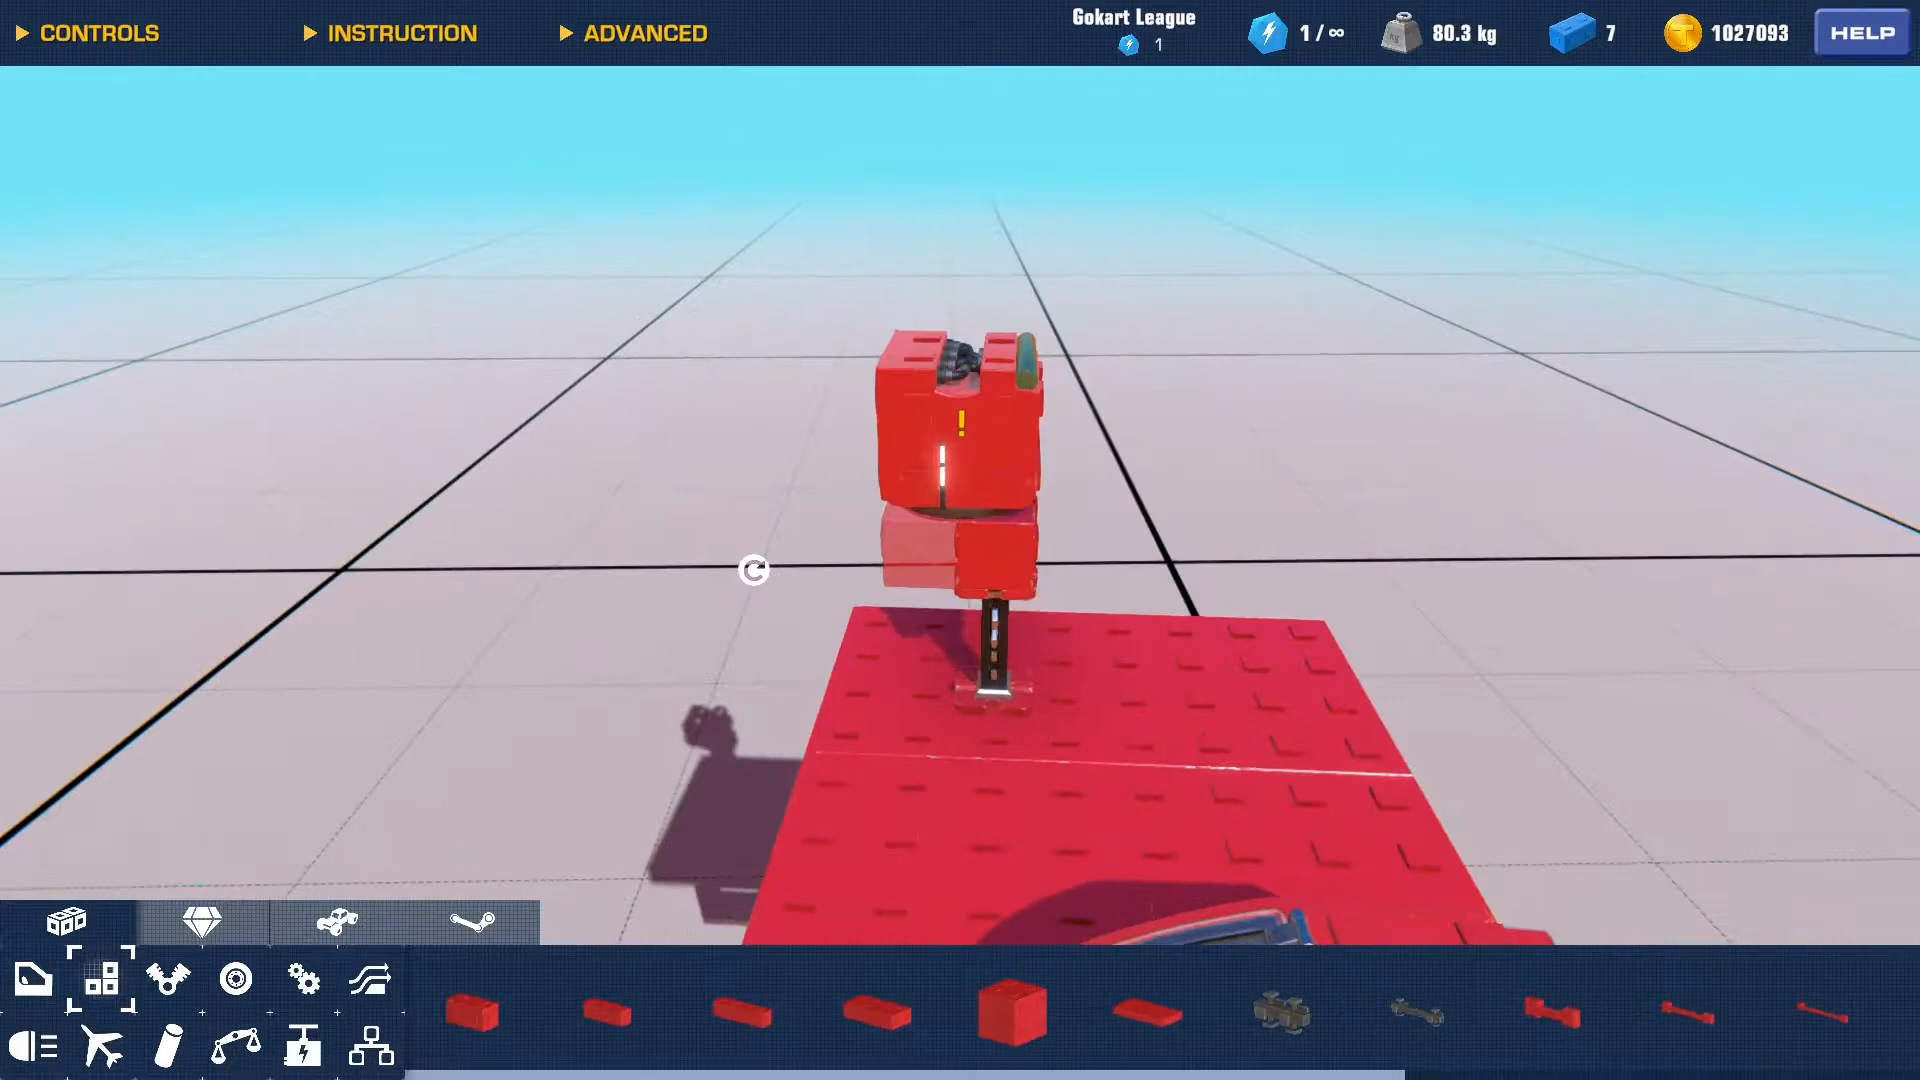 CONTROLS
INSTRUCTION
ADVANCED
Gokart League
1
1 / ∞
80.3 kg
7
1027093
HELP